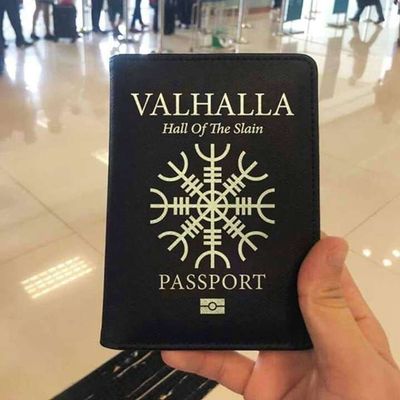 VALHALLA
Hall Of The Slain
PASSPORT